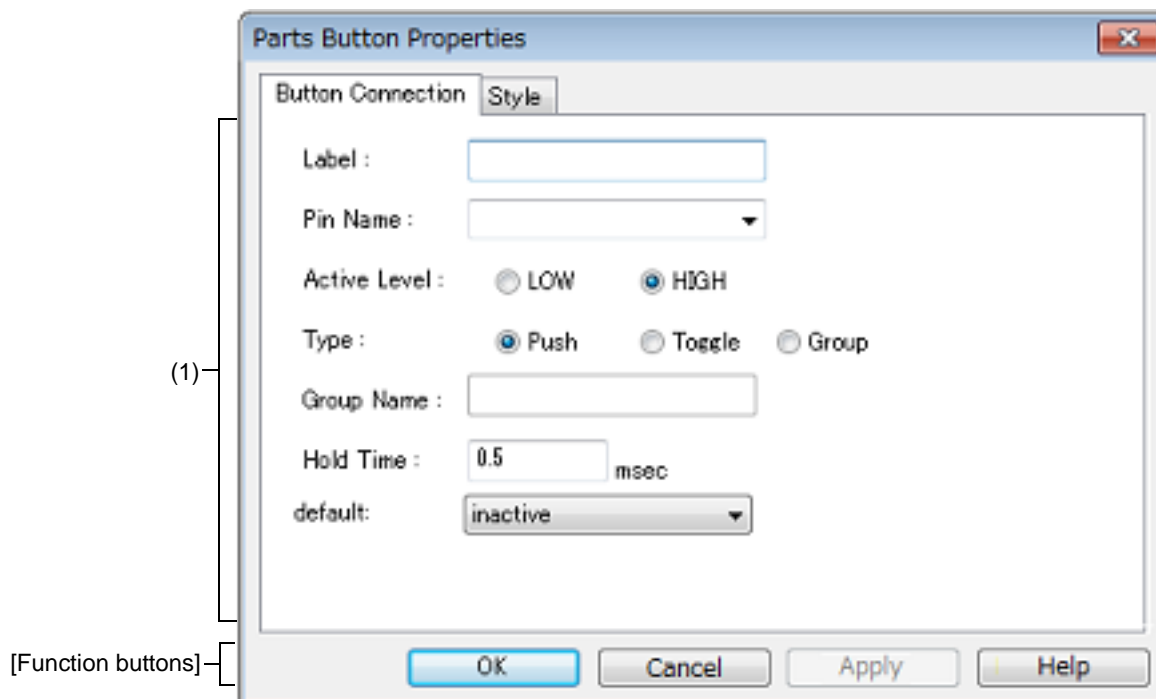 Parts Button Properties
Button Connection Style
Label :
Pin Name :
Active Level : LOW HIGH
Type : Push Toggle Group
(1)
Group Name :
Hold Time : 0.5 msec
default: inactive
[Function buttons]
OK Cancel Apply Help